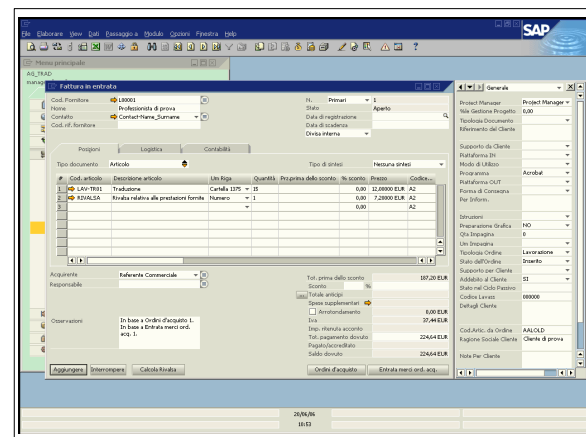 File Elaborare View Dati Passaggio a Modulo Opzioni Finestra Help
SAP
Menu principale
AG_TRAD
Fattura in entrata
Cod. Fornitore L00001
Nome Professionista di prova
Contatto Contact-Name_Surname
Cod. rif. fornitore
N. Primari 1
Stato Aperto
Data di registrazione
Data di scadenza
Divisa interna
Posizioni Logistica Contabilità
Tipo documento Articolo Tipo di sintesi Nessuna sintesi
# Cod. articolo Descrizione articolo Um Riga Quantità Prz.prima dello sconto % sconto Prezzo Codice...
1 LAV-TR01 Traduzione Cartella 1375 15 0,00 12,00000 EUR A2
2 RIVALSA Rivalsa relativa alle prestazioni fornite Numero 1 0,00 7,20000 EUR A2
3 0,00 A2
Acquirente Referente Commerciale
Responsabile
Osservazioni
In base a Ordini d'acquisto 1.
In base a Entrata merci ord.
acq. 1.
Tot. prima dello sconto 187,20 EUR
Sconto %
Totale anticipi
Spese supplementari
Arrotondamento 0,00 EUR
Iva 37,44 EUR
Imp. ritenuta acconto
Tot. pagamento dovuto 224,64 EUR
Pagato/accreditato
Saldo dovuto 224,64 EUR
Aggiungere Interrompere Calcola Rivalsa Ordini d'acquisto Entrata merci ord. acq.
Generale
Protect Manager Project Manager
%le Gestione Progetto 0,00
Tipologia Documento
Riferimento del Cliente
Supporto da Cliente
Piattaforma IN
Modo di Utilizzo
Programma Acrobat
Piattaforma OUT
Forma di Consegna
Per Inform.
Istruzioni
Preparazione Grafica NO
Qta Impagina 0
Um Impagina
Tipologia Ordine Lavorazione
Stato dell'Ordine Inserito
Supporto per Cliente
Addebito al Cliente SI
Stato nel Ciclo Passivo
Codice Lavass 000000
Dettagli Cliente
Cod.Artic. da Ordine AALOLD
Ragione Sociale Cliente Cliente di prova
Note Per Cliente
20/06/06
10:53